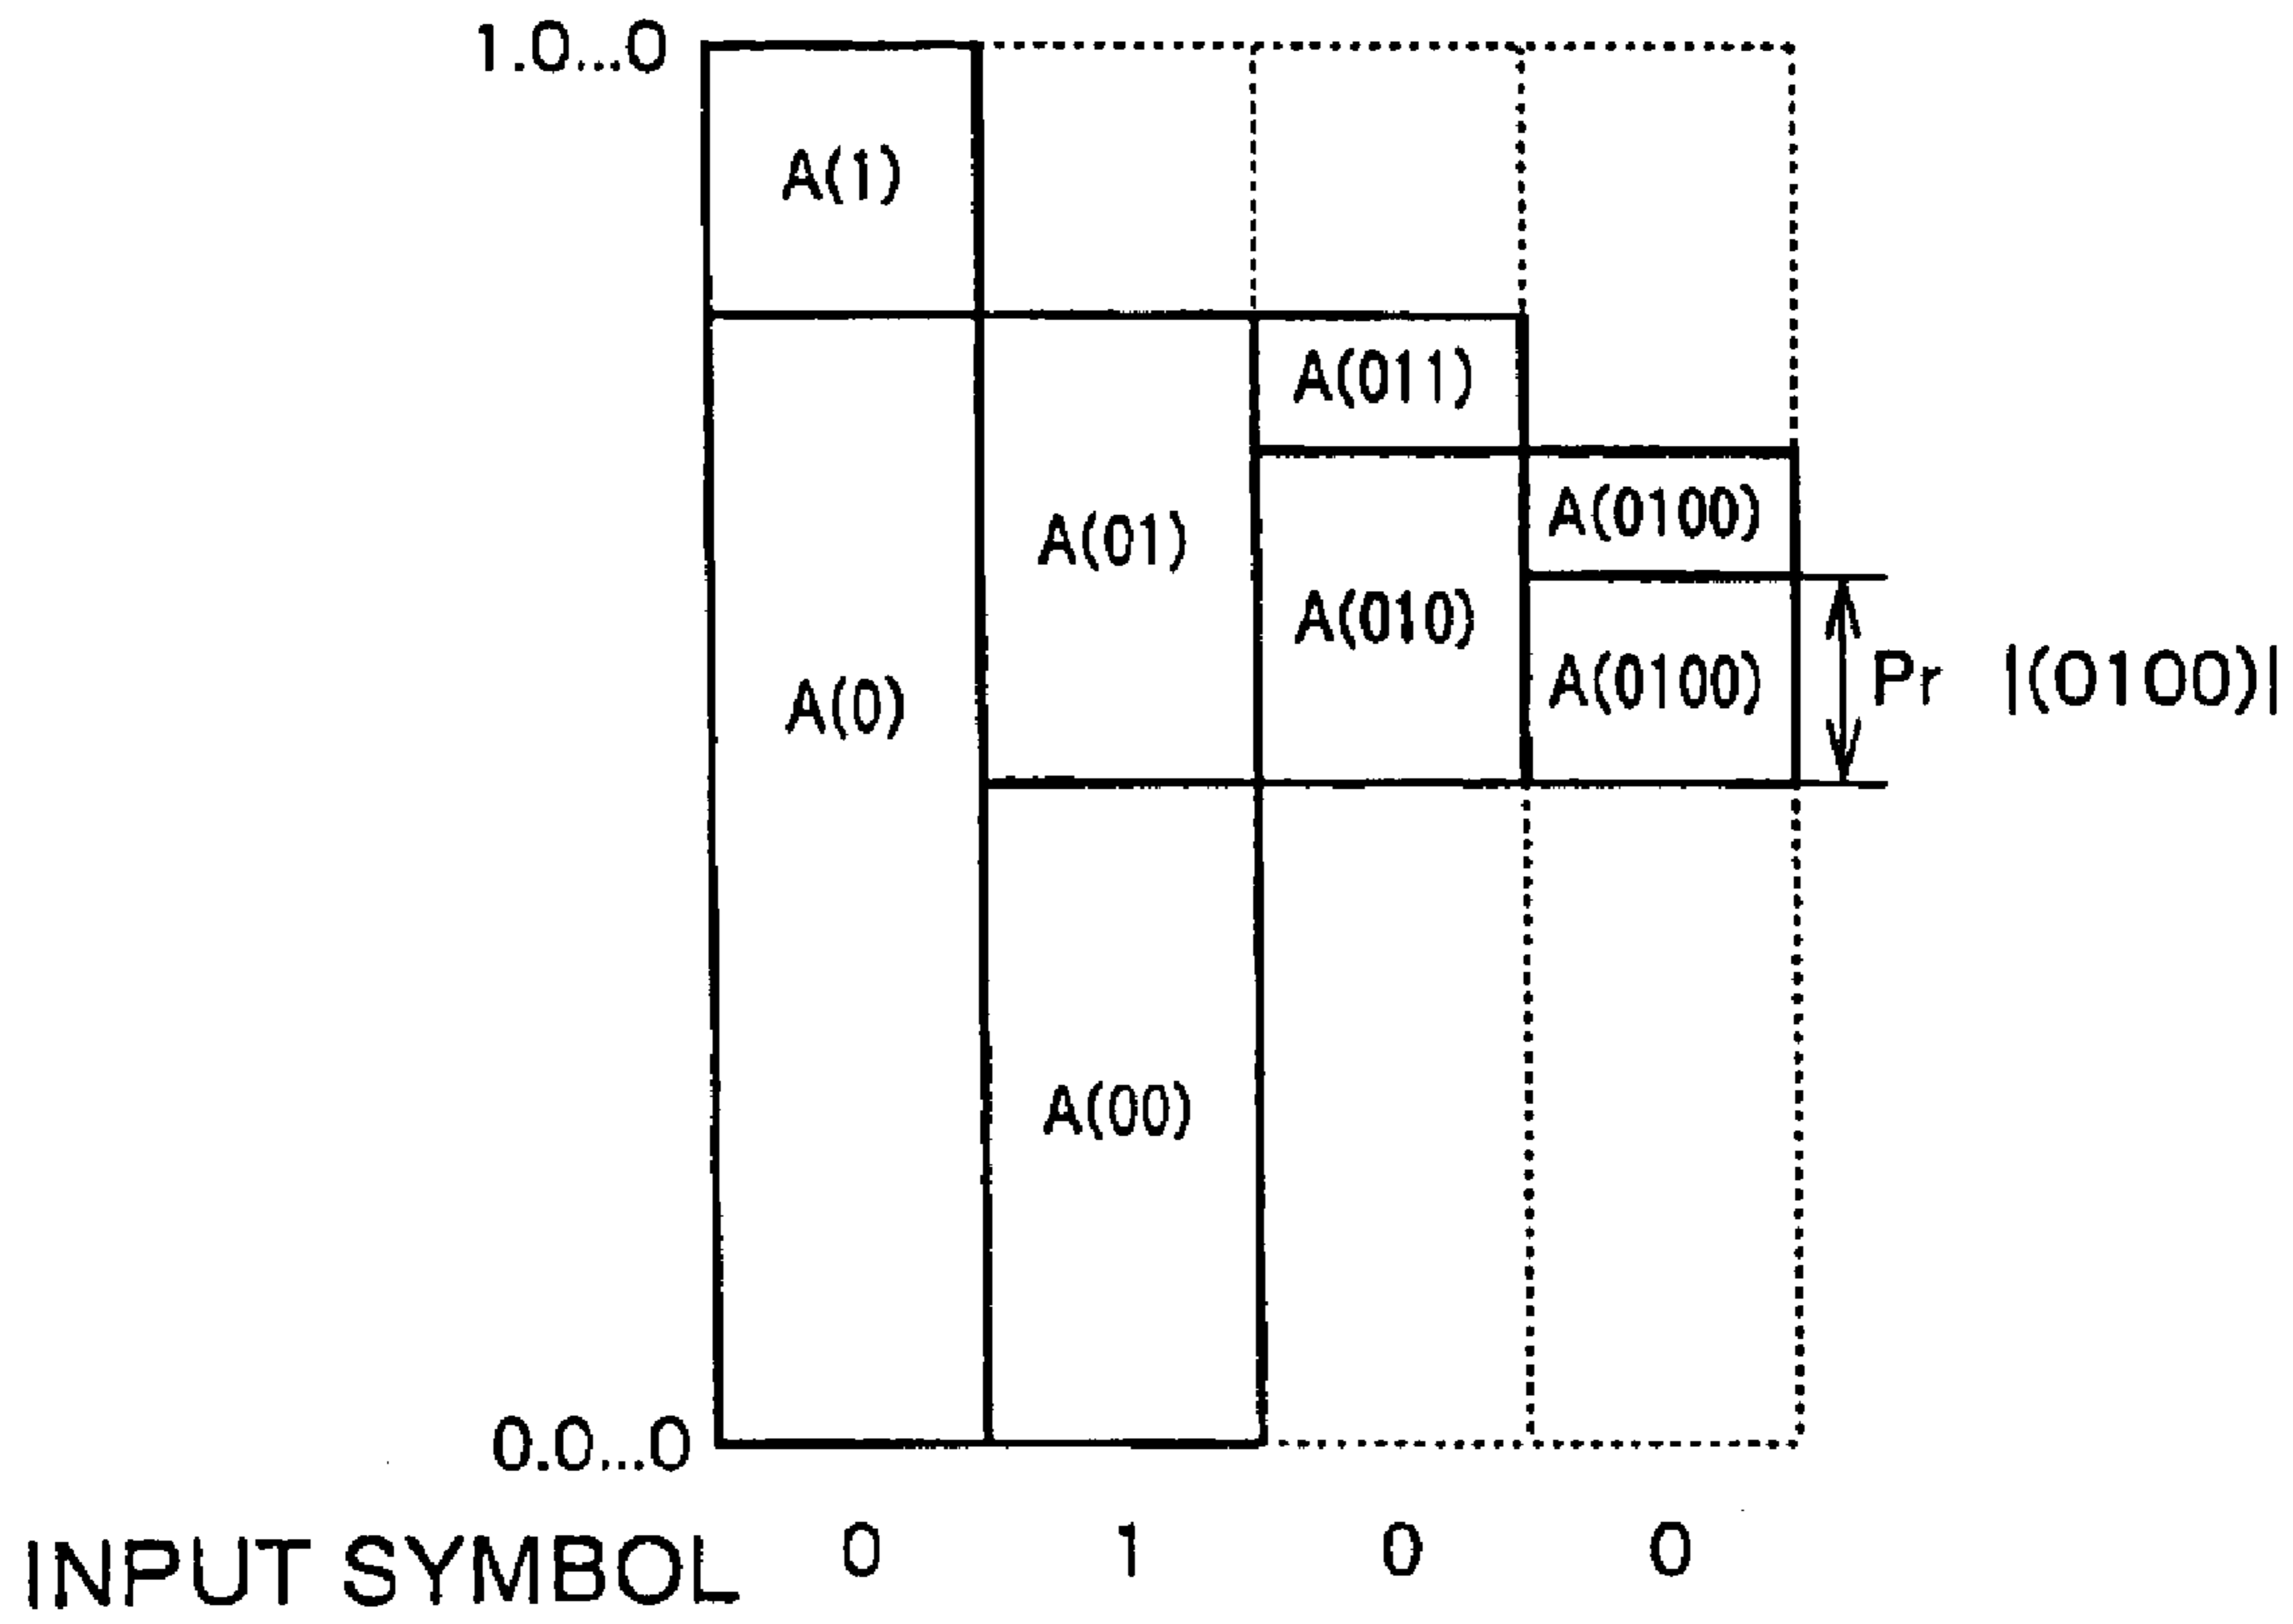 1.0...0
A(1)
A(011)
A(0100)
A(01)
A(010)
A(0100)
Pr |(0100)|
A(0)
A(00)
0.0...0
INPUT SYMBOL 0 1 0 0